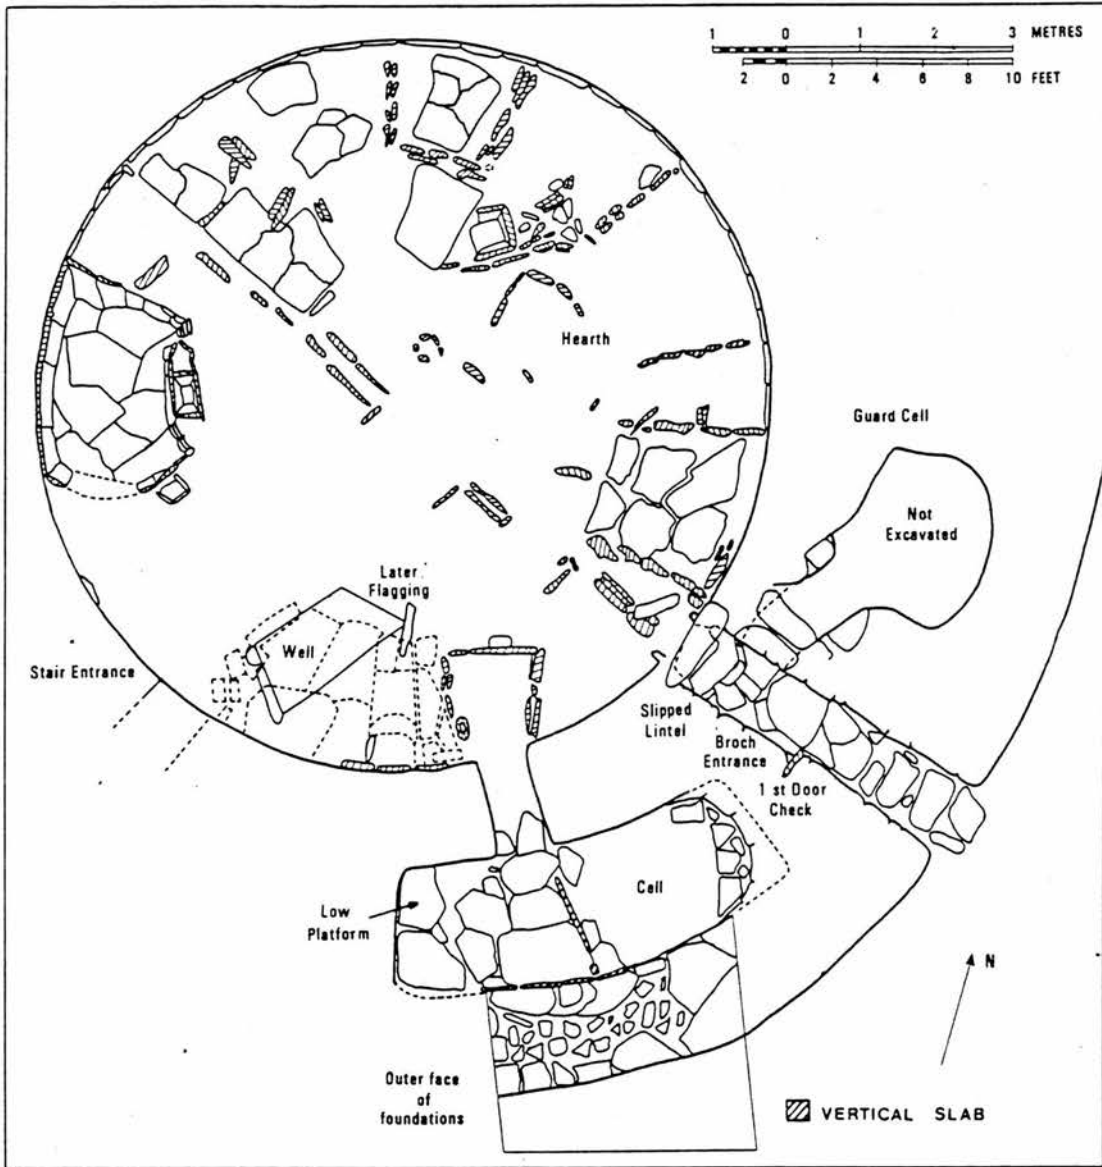 1 0 1 2 3 METRES
2 0 2 4 6 8 10 FEET
Hearth
Guard Cell
Not
Excavated
Later
Flagging
Well
Stair Entrance
Slipped
Lintel
Broch
Entrance
1 st Door
Check
Cell
Low
Platform
N
Outer face
of
foundations
VERTICAL SLAB